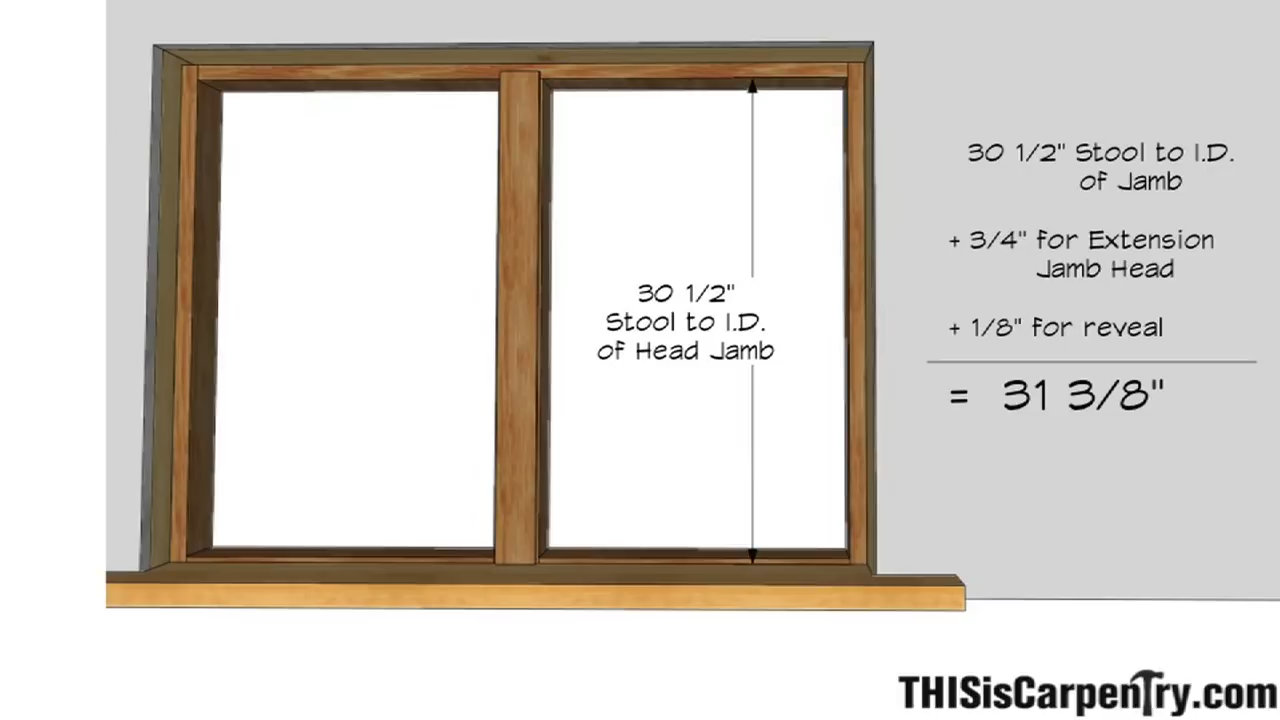 30 1/2" Stool to I.D.
of Jamb
+ 3/4" for Extension
Jamb Head
+ 1/8" for reveal
= 31 3/8"
30 1/2"
Stool to I.D.
of Head Jamb
THISisCarpenTry.com